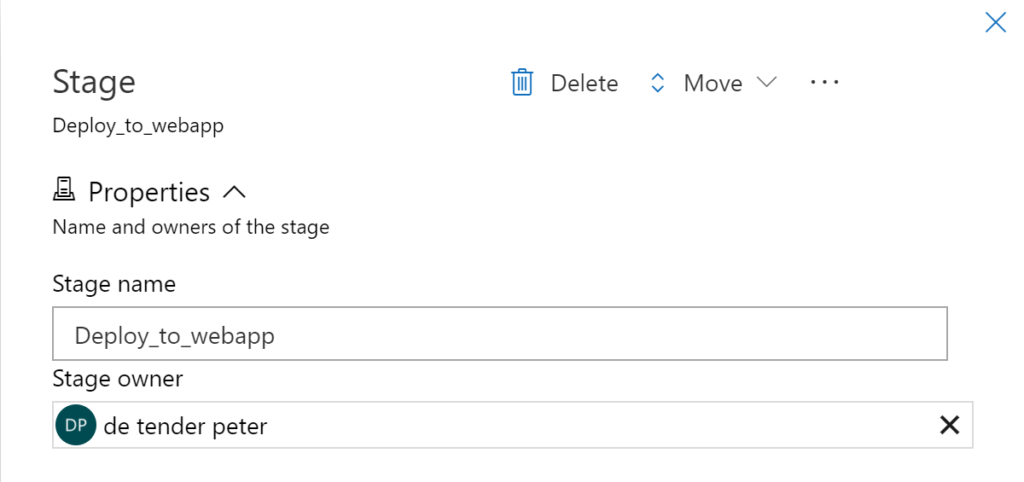 Stage
Delete
Move
...
Deploy_to_webapp
Properties
Name and owners of the stage
Stage name
Deploy_to_webapp
Stage owner
DP de tender peter